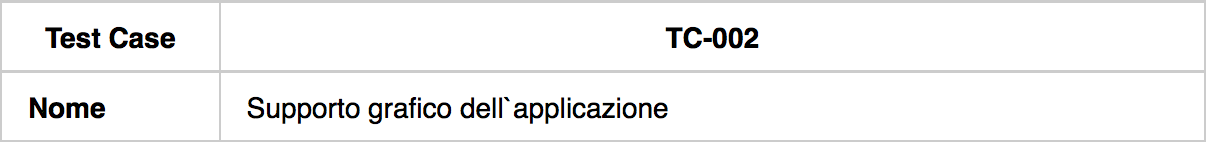 Test Case TC-002
Nome Supporto grafico dell`applicazione